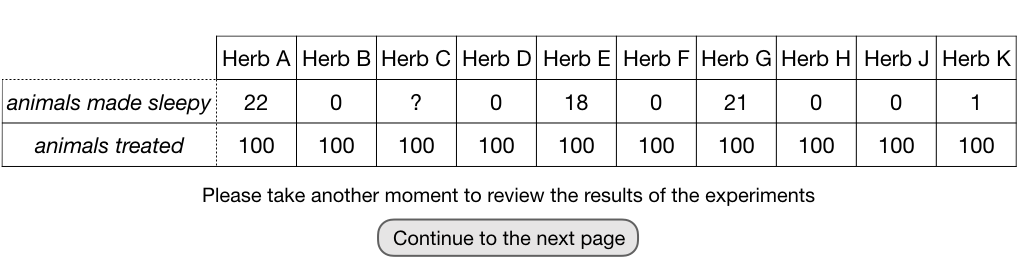 Herb A Herb B Herb C Herb D Herb E Herb F Herb G Herb H Herb J Herb K
animals made sleepy 22 0 ? 0 18 0 21 0 0 1
animals treated 100 100 100 100 100 100 100 100 100 100
Please take another moment to review the results of the experiments
Continue to the next page